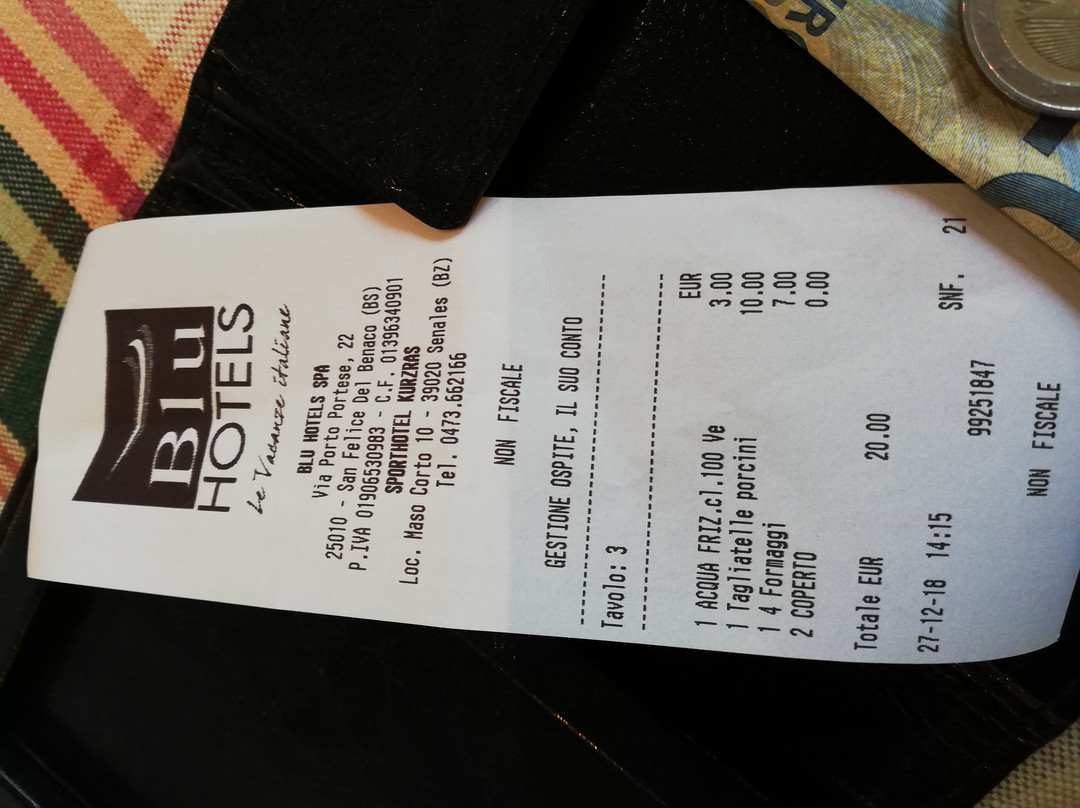 Blu
HOTELS
Le Vacanze italiane
BLU HOTELS SPA
Via Porto Portese, 22
25010 - San Felice Del Benaco (BS)
P.IVA 01906530983 - C.F. 01396340901
SPORTHOTEL KURZRAS
Loc. Maso Corto 10 - 39020 Senales (BZ)
Tel. 0473.662166
NON FISCALE
GESTIONE OSPITE, IL SUO CONTO
Tavolo: 3
EUR
1 ACQUA FRIZ.cl.100 Ve 3.00
1 Tagliatelle porcini 10.00
1 4 Formaggi 7.00
2 COPERTO 0.00
Totale EUR 20.00
27-12-18 14:15 SNF. 21
99251847
NON FISCALE